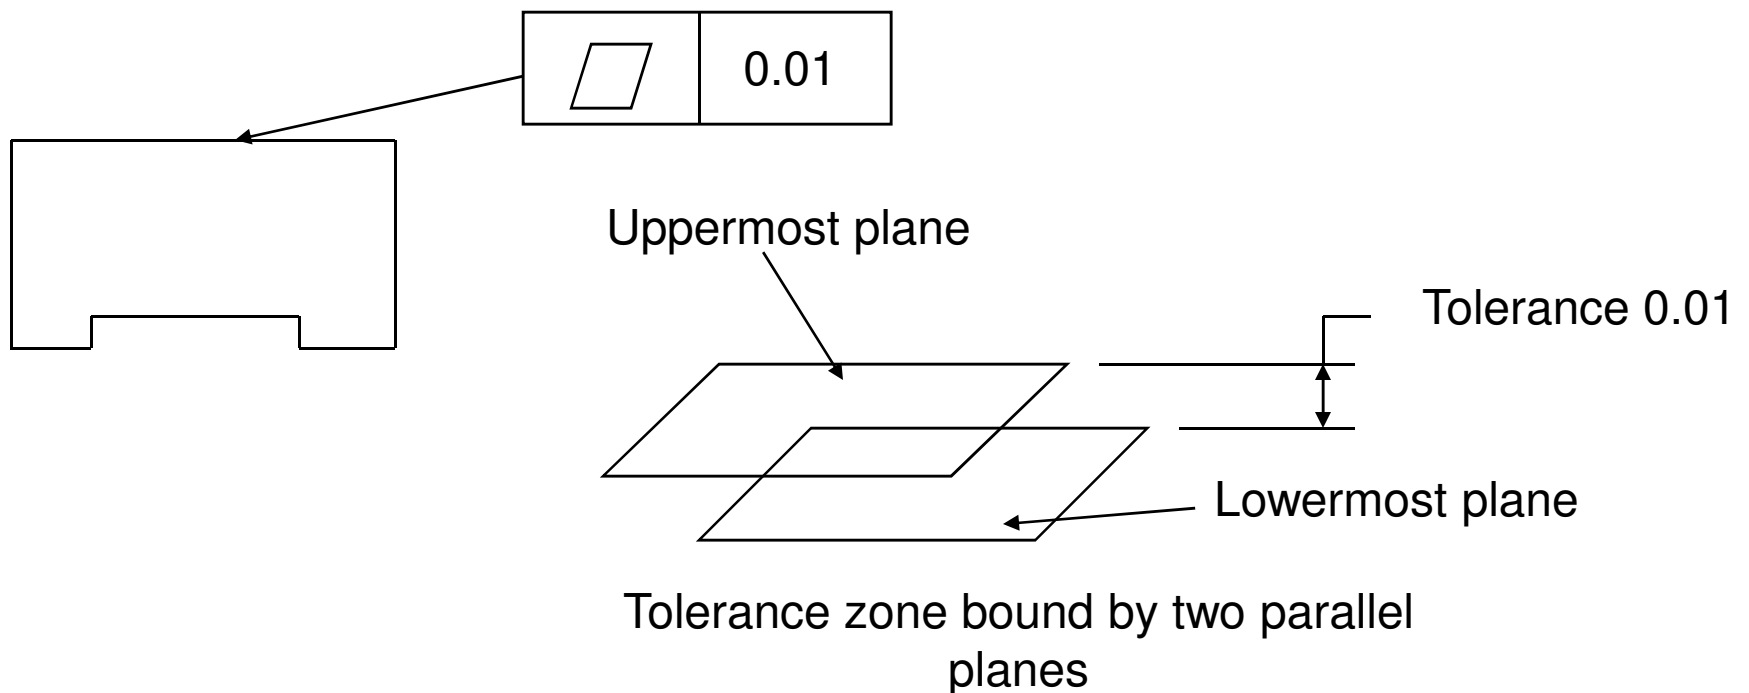 0.01
Uppermost plane
Tolerance 0.01
Lowermost plane
Tolerance zone bound by two parallel
planes